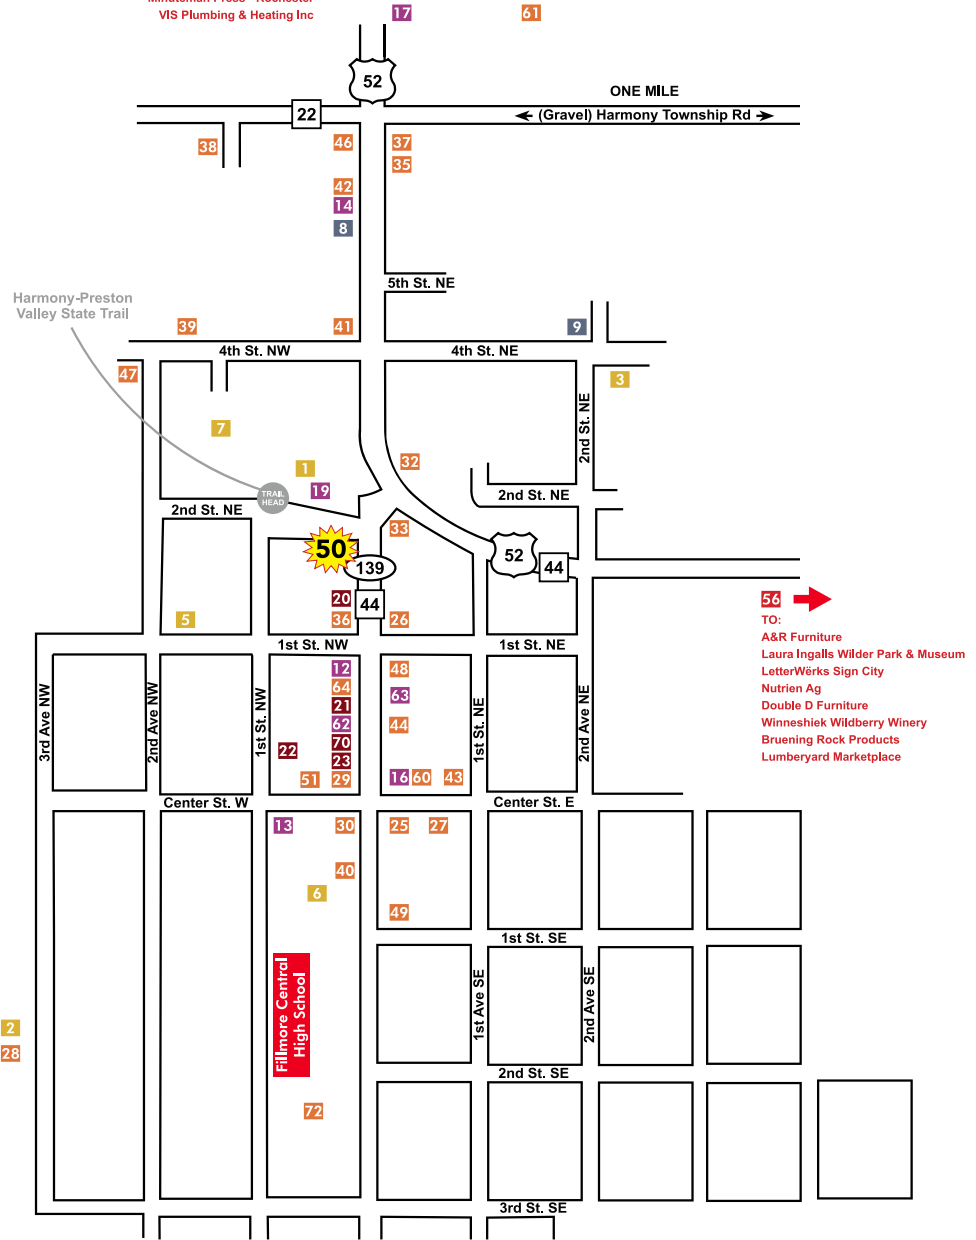 Minuteman Press - Rochester
VIS Plumbing & Heating Inc
17
61
52
ONE MILE
22
(Gravel) Harmony Township Rd
38
46
37
35
42
14
8
5th St. NE
Harmony-Preston
Valley State Trail
39
41
9
4th St. NW
4th St. NE
47
3
7
2nd St. NE
32
1
19
TRAIL
HEAD
2nd St. NE
2nd St. NE
33
50
52
139
44
20
44
5
36
26
56
TO:
A&R Furniture
Laura Ingalls Wilder Park & Museum
LetterWërks Sign City
Nutrien Ag
Double D Furniture
Winneshiek Wildberry Winery
Bruening Rock Products
Lumberyard Marketplace
1st St. NW
1st St. NE
12
48
64
63
21
3rd Ave NW
2nd Ave NW
1st St. NW
62
44
1st St. NE
2nd Ave NE
70
22
23
51
29
16
60
43
Center St. W
Center St. E
13
30
25
27
40
6
49
1st St. SE
Fillmore Central
High School
1st Ave SE
2nd Ave SE
2
28
2nd St. SE
72
3rd St. SE